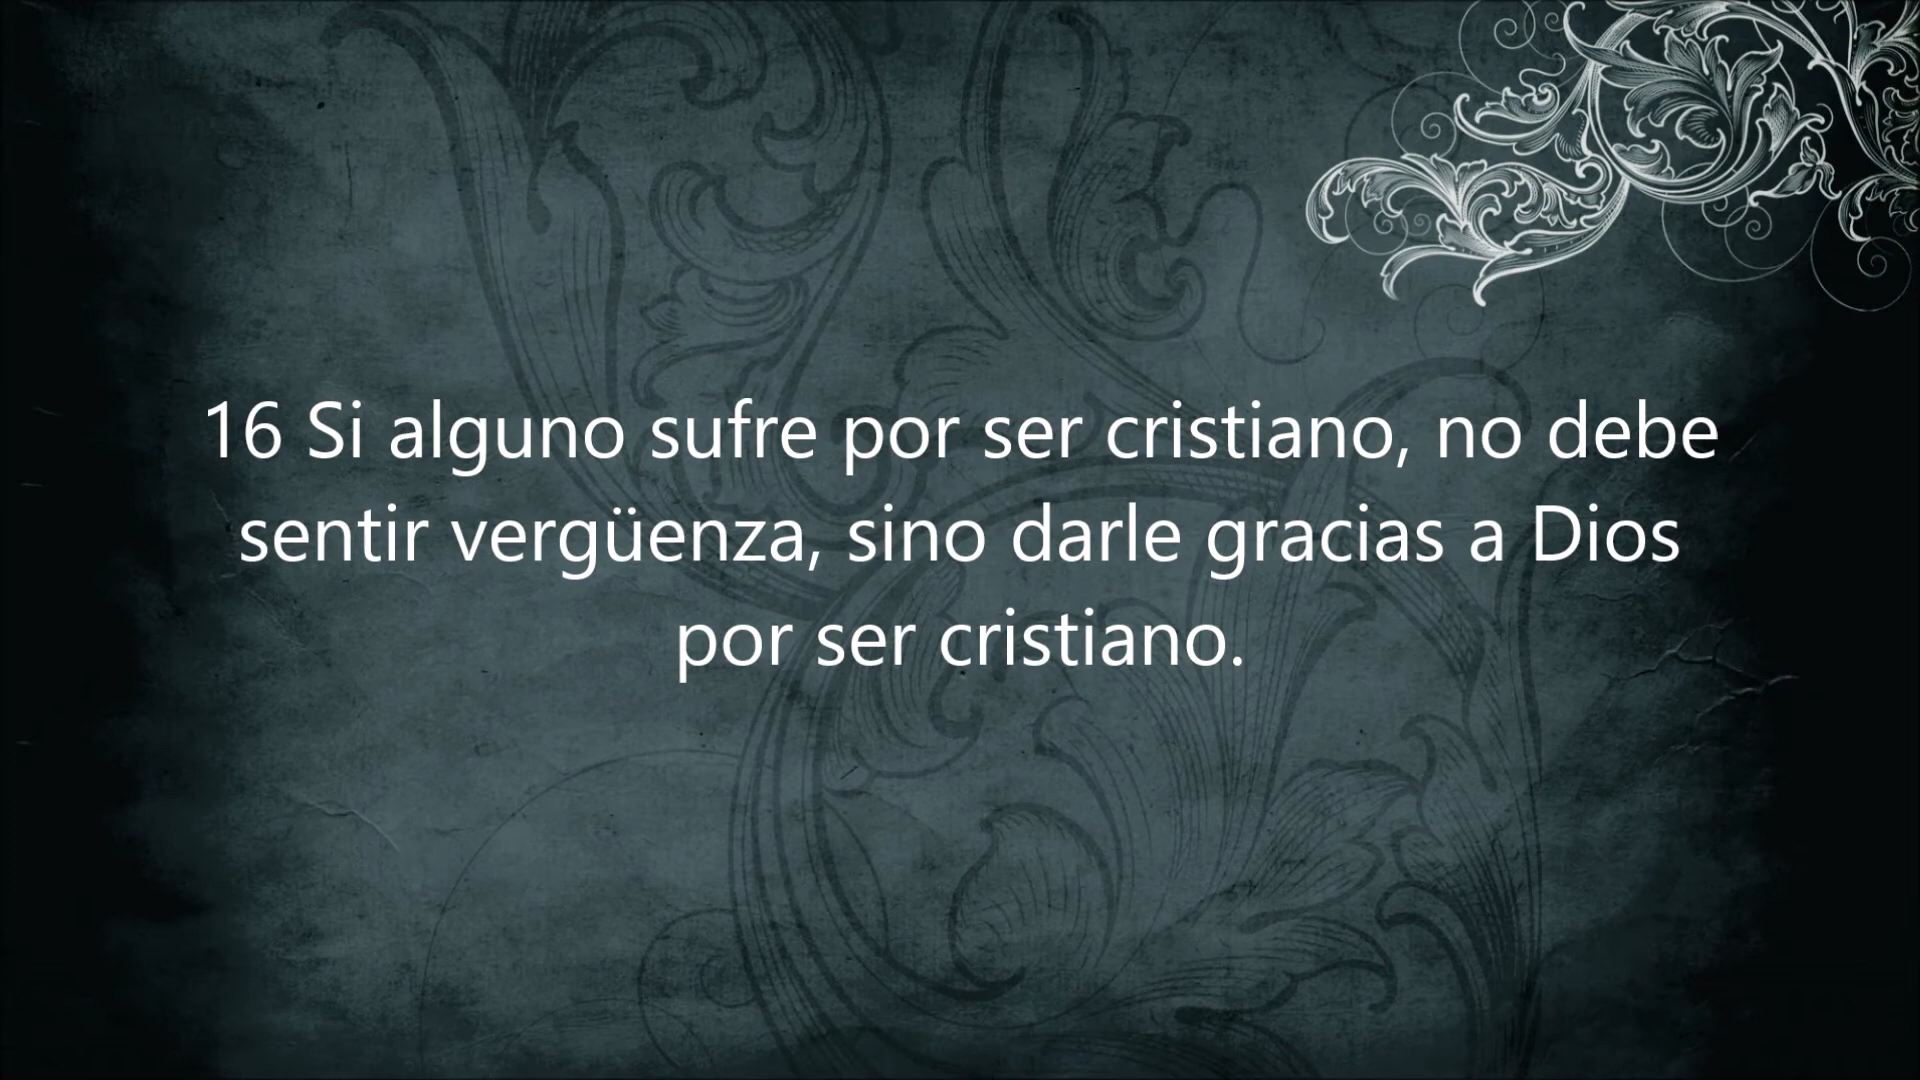 16 Si alguno sufre por ser cristiano, no debe
sentir vergüenza, sino darle gracias a Dios
por ser cristiano.